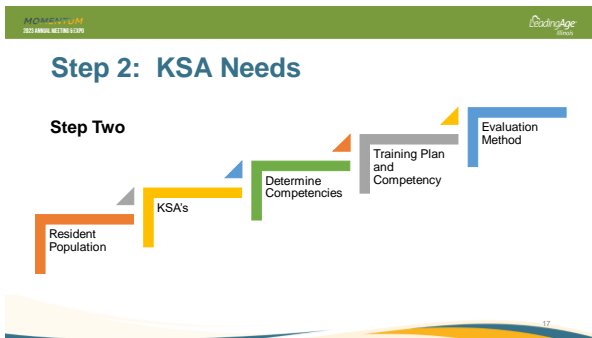 MOMENTUM
2023 ANNUAL MEETING & EXPO
LeadingAge
Illinois
Step 2: KSA Needs
Step Two
Evaluation
Method
Training Plan
and
Competency
Determine
Competencies
KSA's
Resident
Population
17